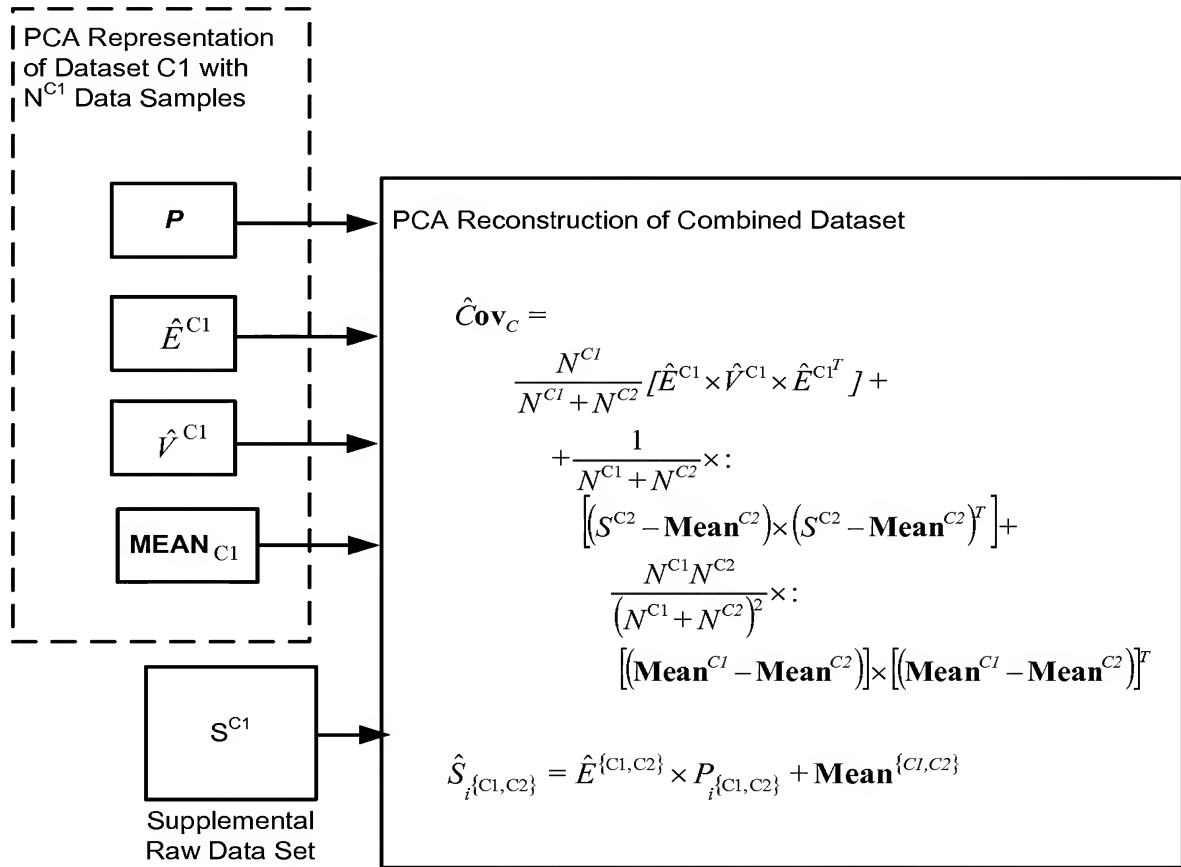 PCA Representation
of Dataset C1 with
N^C1 Data Samples
P
Ê^C1
V̂^C1
MEAN_C1
S^C1
Supplemental
Raw Data Set
PCA Reconstruction of Combined Dataset
Ĉov_C =
N^C1 / (N^C1 + N^C2) [Ê^C1 × V̂^C1 × Ê^C1^T ] +
+ 1 / (N^C1 + N^C2) × :
[(S^C2 − Mean^C2) × (S^C2 − Mean^C2)^T ] +
N^C1 N^C2 / (N^C1 + N^C2)^2 × :
[(Mean^C1 − Mean^C2)] × [(Mean^C1 − Mean^C2)]^T
Ŝ_i{C1,C2} = Ê^{C1,C2} × P_i{C1,C2} + Mean^{C1,C2}